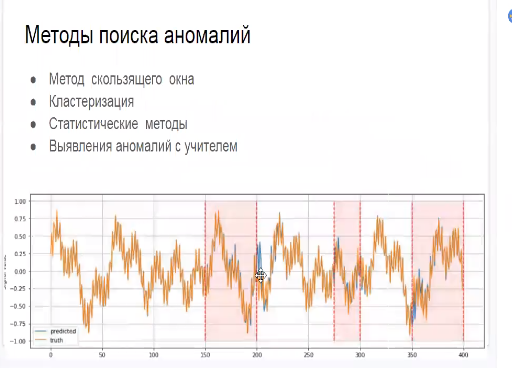 Методы поиска аномалий
● Метод скользящего окна
● Кластеризация
● Статистические методы
● Выявления аномалий с учителем
1.00
0.75
0.50
0.25
0.00
-0.25
-0.50
-0.75
-1.00
predicted
truth
0 50 100 150 200 250 300 350 400